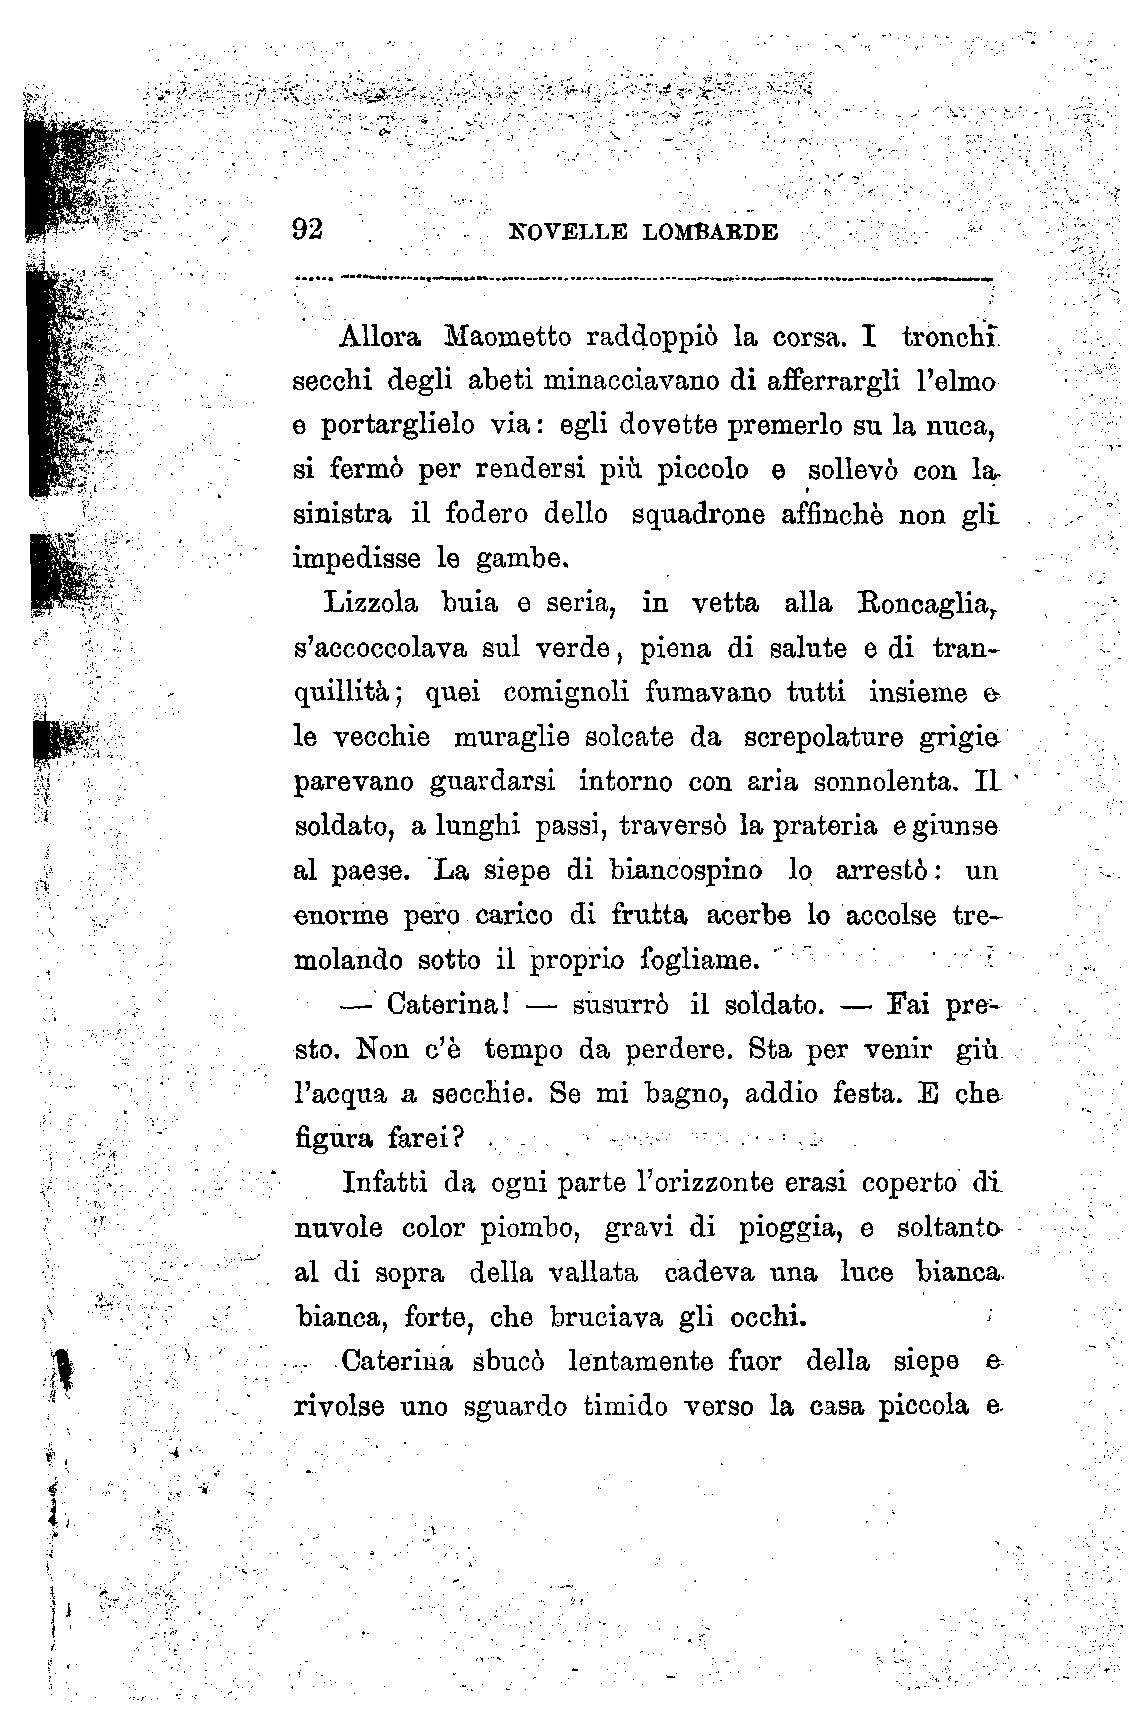 92 NOVELLE LOMBARDE
Allora Maometto raddoppiò la corsa. I tronchi
secchi degli abeti minacciavano di afferrargli l'elmo
e portarglielo via: egli dovette premerlo su la nuca,
si fermò per rendersi più piccolo e sollevò con la
sinistra il fodero dello squadrone affinchè non gli
impedisse le gambe.
Lizzola buia e seria, in vetta alla Roncaglia,
s'accoccolava sul verde, piena di salute e di tran-
quillità; quei comignoli fumavano tutti insieme e
le vecchie muraglie solcate da screpolature grigie
parevano guardarsi intorno con aria sonnolenta. Il
soldato, a lunghi passi, traversò la prateria e giunse
al paese. La siepe di biancospino lo arrestò: un
enorme pero carico di frutta acerbe lo accolse tre-
molando sotto il proprio fogliame.
— Caterina! — susurrò il soldato. — Fai pre-
sto. Non c'è tempo da perdere. Sta per venir giù
l'acqua a secchie. Se mi bagno, addio festa. E che
figura farei?
Infatti da ogni parte l'orizzonte erasi coperto di
nuvole color piombo, gravi di pioggia, e soltanto
al di sopra della vallata cadeva una luce bianca
bianca, forte, che bruciava gli occhi.
Caterina sbucò lentamente fuor della siepe e
rivolse uno sguardo timido verso la casa piccola e